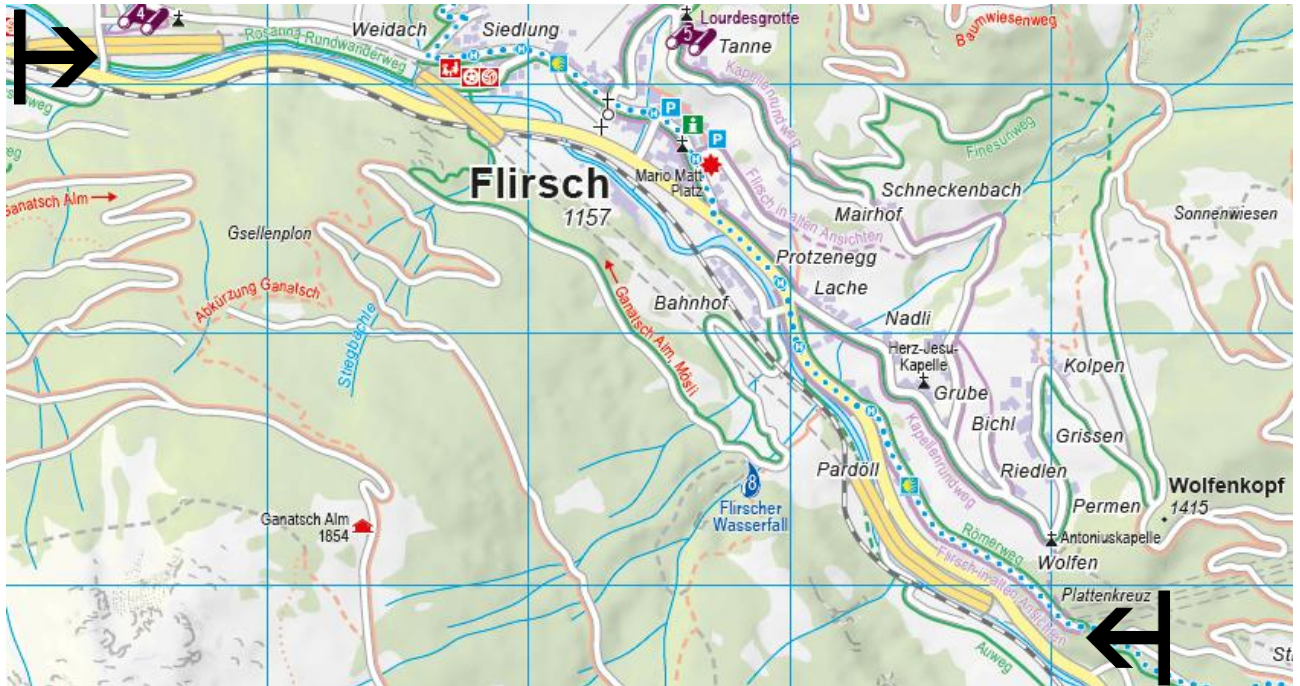 4
Weidach
Siedlung
Lourdesgrotte
5
Tanne
Baumwiesenweg
Rosanna-Rundwanderweg
Kapellenrundweg
H
H
P
H
i
P
H
Finesunweg
Flirsch
1157
Mario Matt
Platz
Flirsch in alten Ansichten
Schneckenbach
Mairhof
Sonnenwiesen
Ganatsch Alm
Gsellenplon
Abkürzung Ganatsch
Stiegbächle
Ganatsch Alm, Mösli
Bahnhof
Protzenegg
H
Lache
Nadli
H
Herz-Jesu-
Kapelle
Kolpen
Grube
H
Bichl
Grissen
Kapellenrundweg
Pardöll
Riedlen
8
Flirscher
Wasserfall
Wolfenkopf
1415
Permen
Ganatsch Alm
1854
Antoniuskapelle
Römerweg
Wolfen
Flirsch in alten Ansichten
Plattenkreuz
Auweg